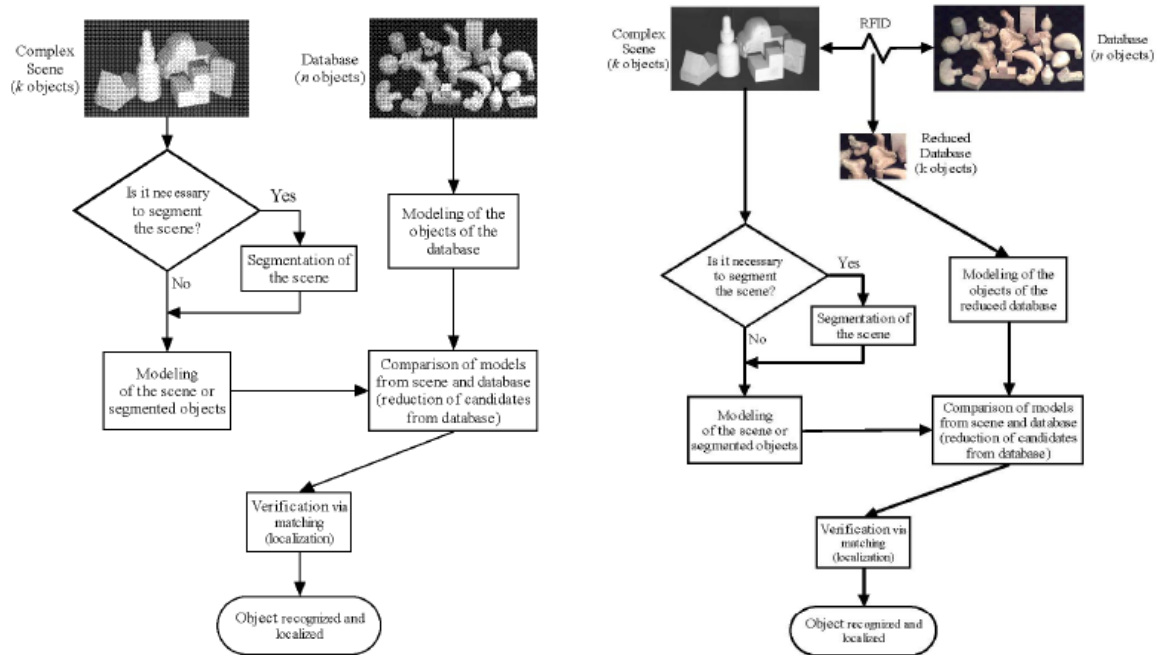 Complex
Scene
(k objects)
Database
(n objects)
Is it necessary
to segment
the scene?
Yes
No
Segmentation of
the scene
Modeling of the
objects of the
database
Modeling
of the scene or
segmented objects
Comparison of models
from scene and database
(reduction of candidates
from database)
Verification via
matching
(localization)
Object recognized and
localized
Complex
Scene
(k objects)
RFID
Database
(n objects)
Reduced
Database
(k objects)
Is it necessary
to segment
the scene?
Yes
No
Segmentation of
the scene
Modeling of the
objects of the
reduced database
Modeling
of the scene or
segmented objects
Comparison of models
from scene and database
(reduction of candidates
from database)
Verification via
matching
(localization)
Object recognized and
localized